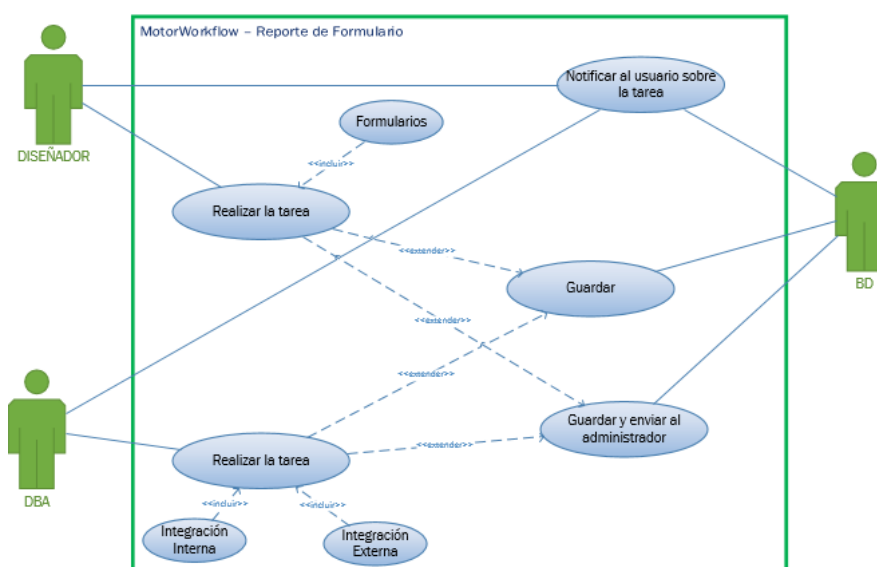 MotorWorkflow – Reporte de Formulario
Notificar al usuario sobre
la tarea
Formularios
DISEÑADOR
<<incluir>>
Realizar la tarea
<<extender>>
BD
Guardar
<<extender>>
<<extender>>
Guardar y enviar al
administrador
<<extender>>
Realizar la tarea
DBA
<<incluir>>
<<incluir>>
Integración
Interna
Integración
Externa